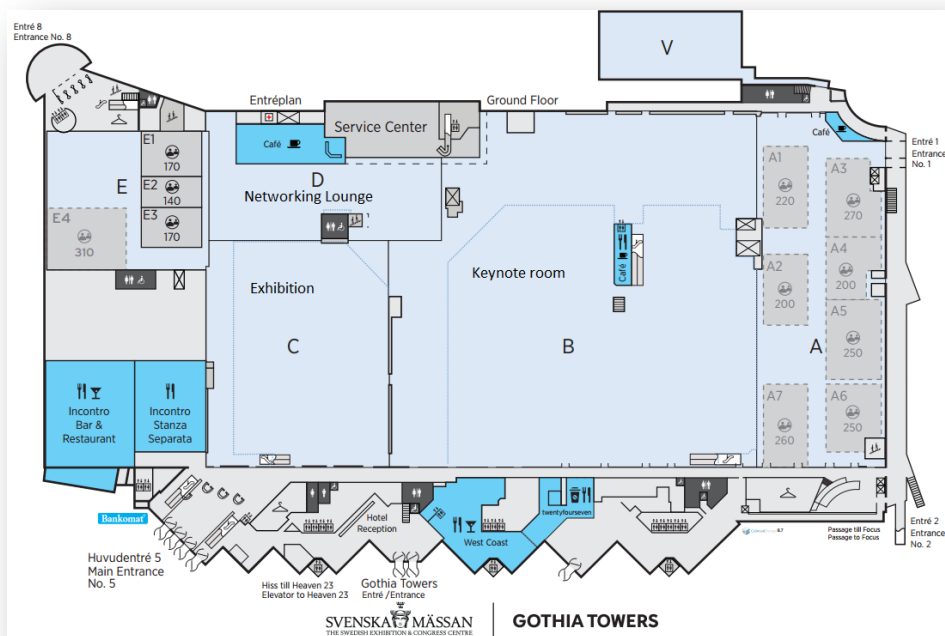 Entré 8
Entrance No. 8
V
Entréplan
Ground Floor
Service Center
Café
Café
Entré 1
Entrance
No. 1
E1
170
E2
140
E3
170
E
E4
310
D
Networking Lounge
A1
220
A3
270
A2
200
A4
200
A5
250
A
A7
260
A6
250
Café
Keynote room
B
Exhibition
C
Incontro
Bar &
Restaurant
Incontro
Stanza
Separata
Bankomat
Hotel
Reception
West Coast
twentyfourseven
Passage till Focus
Passage to Focus
Entré 2
Entrance
No. 2
Huvudentré 5
Main Entrance
No. 5
Hiss till Heaven 23
Elevator to Heaven 23
Gothia Towers
Entré /Entrance
SVENSKA MÄSSAN
THE SWEDISH EXHIBITION & CONGRESS CENTRE
GOTHIA TOWERS